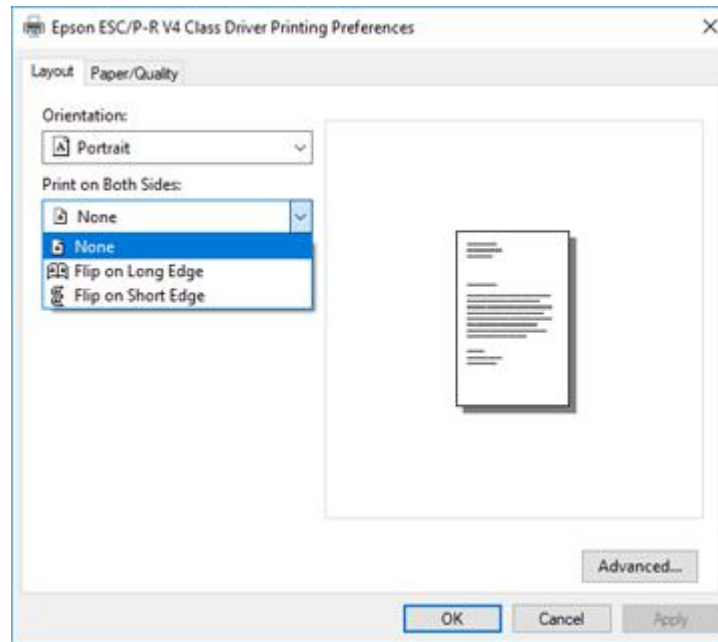 Epson ESC/P-R V4 Class Driver Printing Preferences
Layout Paper/Quality
Orientation:
Portrait
Print on Both Sides:
None
None
Flip on Long Edge
Flip on Short Edge
Advanced...
OK Cancel Apply